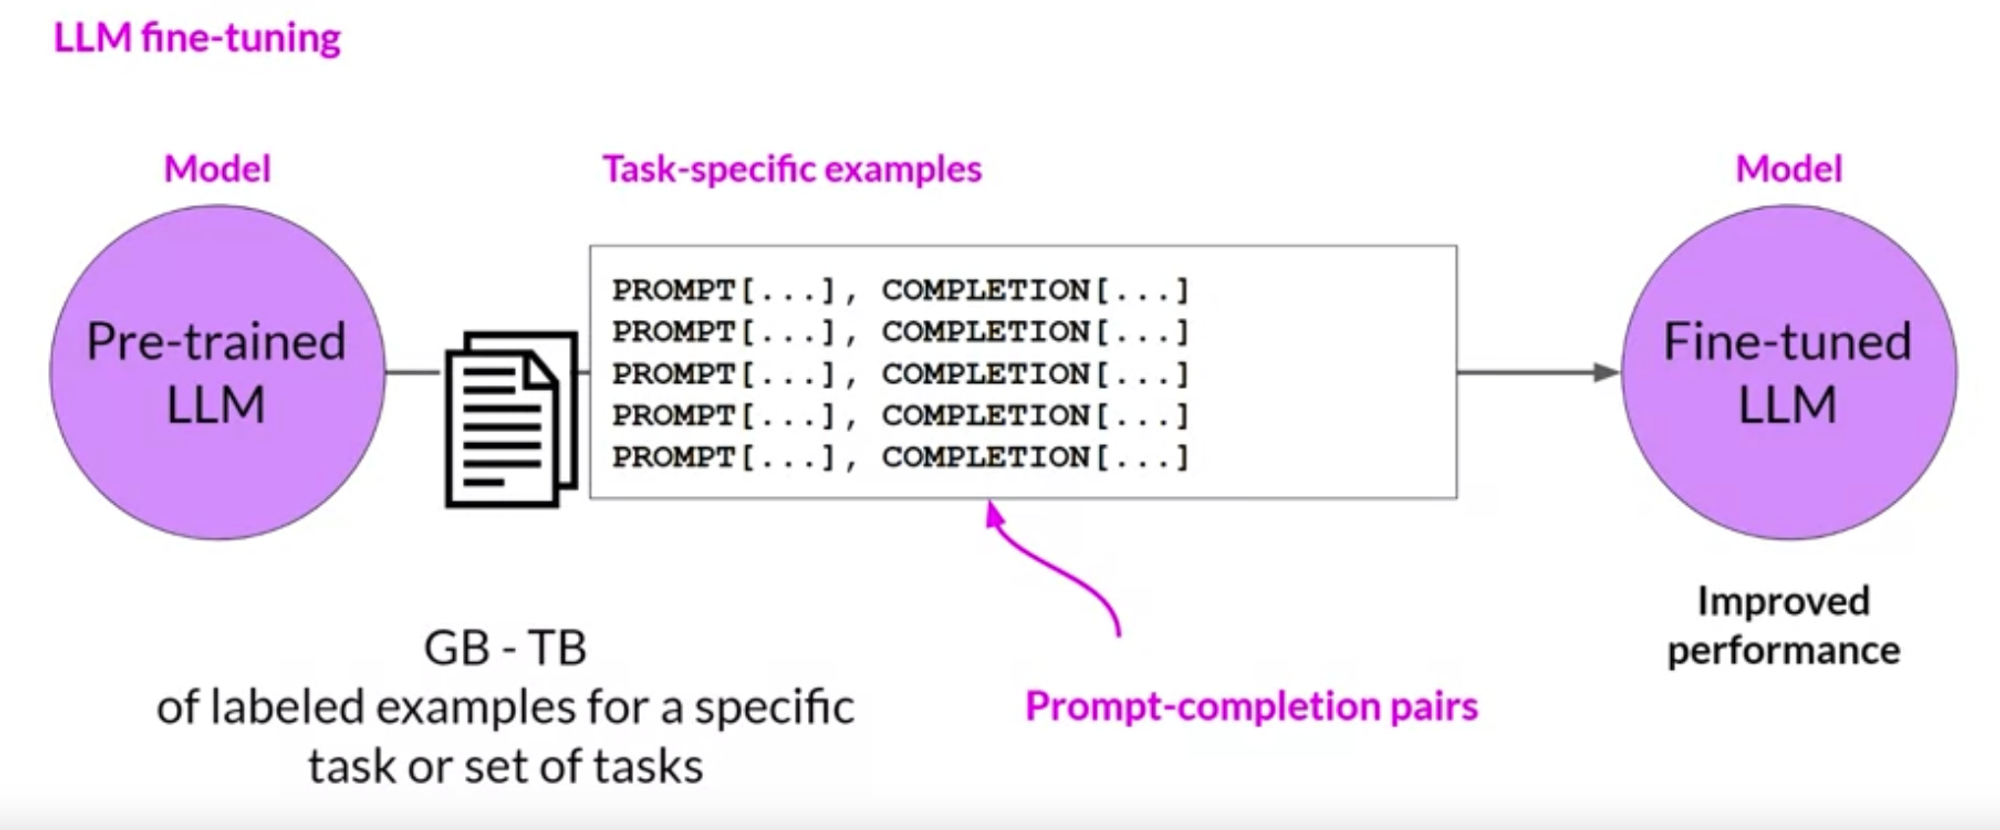 LLM fine-tuning
Model
Pre-trained
LLM
Task-specific examples
PROMPT[...], COMPLETION[...]
PROMPT[...], COMPLETION[...]
PROMPT[...], COMPLETION[...]
PROMPT[...], COMPLETION[...]
PROMPT[...], COMPLETION[...]
Model
Fine-tuned
LLM
Improved
performance
GB - TB
of labeled examples for a specific
task or set of tasks
Prompt-completion pairs